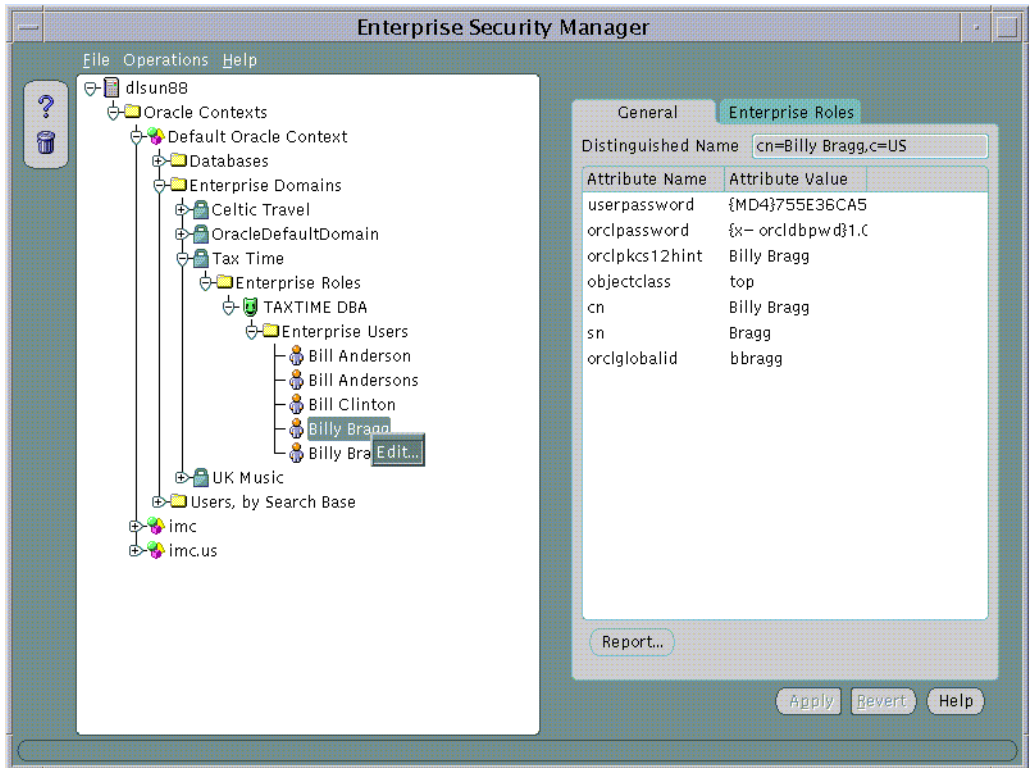 Enterprise Security Manager
File Operations Help
dlsun88
Oracle Contexts
Default Oracle Context
Databases
Enterprise Domains
Celtic Travel
OracleDefaultDomain
Tax Time
Enterprise Roles
TAXTIME DBA
Enterprise Users
Bill Anderson
Bill Andersons
Bill Clinton
Billy Bragg
Billy Bra
Edit...
UK Music
Users, by Search Base
imc
imc.us
General Enterprise Roles
Distinguished Name cn=Billy Bragg,c=US
Attribute Name Attribute Value
userpassword {MD4}755E36CA5
orclpassword {x- orcldbpwd}1.0
orclpkcs12hint Billy Bragg
objectclass top
cn Billy Bragg
sn Bragg
orclglobalid bbragg
Report...
Apply Revert Help